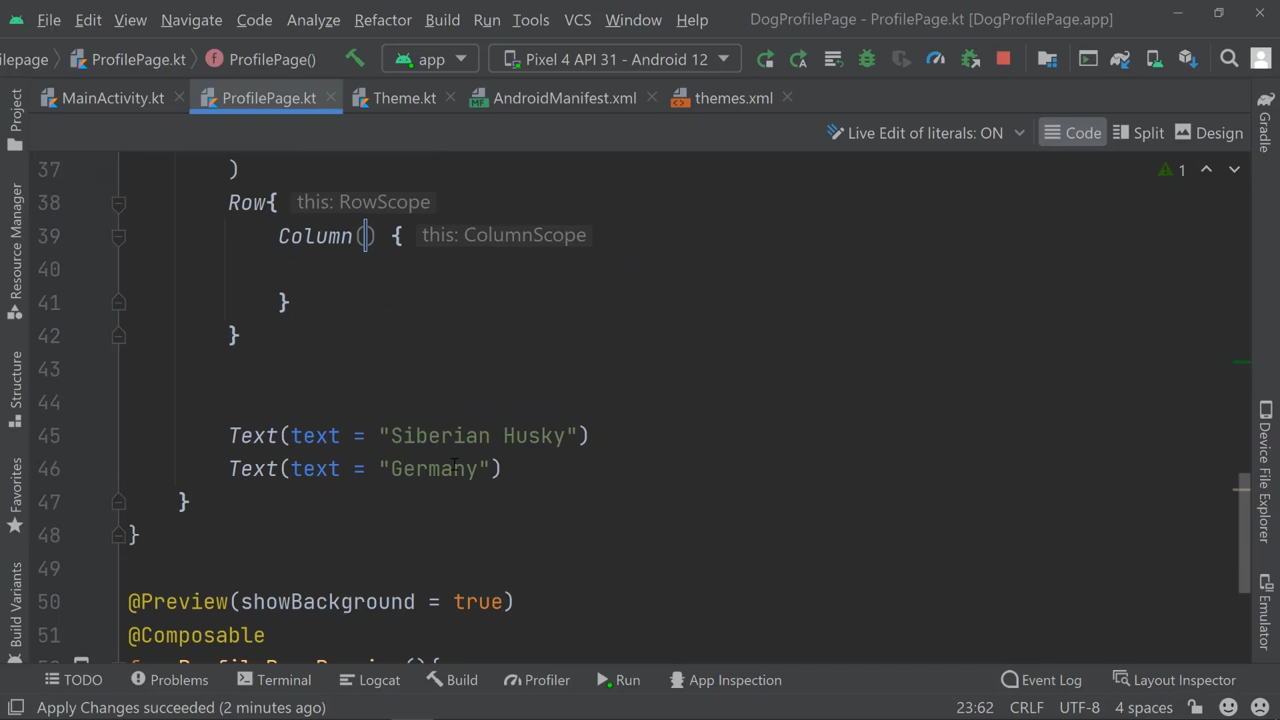 File Edit View Navigate Code Analyze Refactor Build Run Tools VCS Window Help DogProfilePage - ProfilePage.kt [DogProfilePage.app]
ilepage ProfilePage.kt ProfilePage() app Pixel 4 API 31 - Android 12
MainActivity.kt ProfilePage.kt Theme.kt AndroidManifest.xml themes.xml
Live Edit of literals: ON Code Split Design
37 )
1
38 Row{ this: RowScope
39 Column() { this: ColumnScope
40
41 }
42 }
43
44
45 Text(text = "Siberian Husky")
46 Text(text = "Germany")
47 }
48 }
49
50 @Preview(showBackground = true)
51 @Composable
Project
Resource Manager
Structure
Favorites
Build Variants
Gradle
Device File Explorer
Emulator
TODO Problems Terminal Logcat Build Profiler Run App Inspection Event Log Layout Inspector
Apply Changes succeeded (2 minutes ago) 23:62 CRLF UTF-8 4 spaces